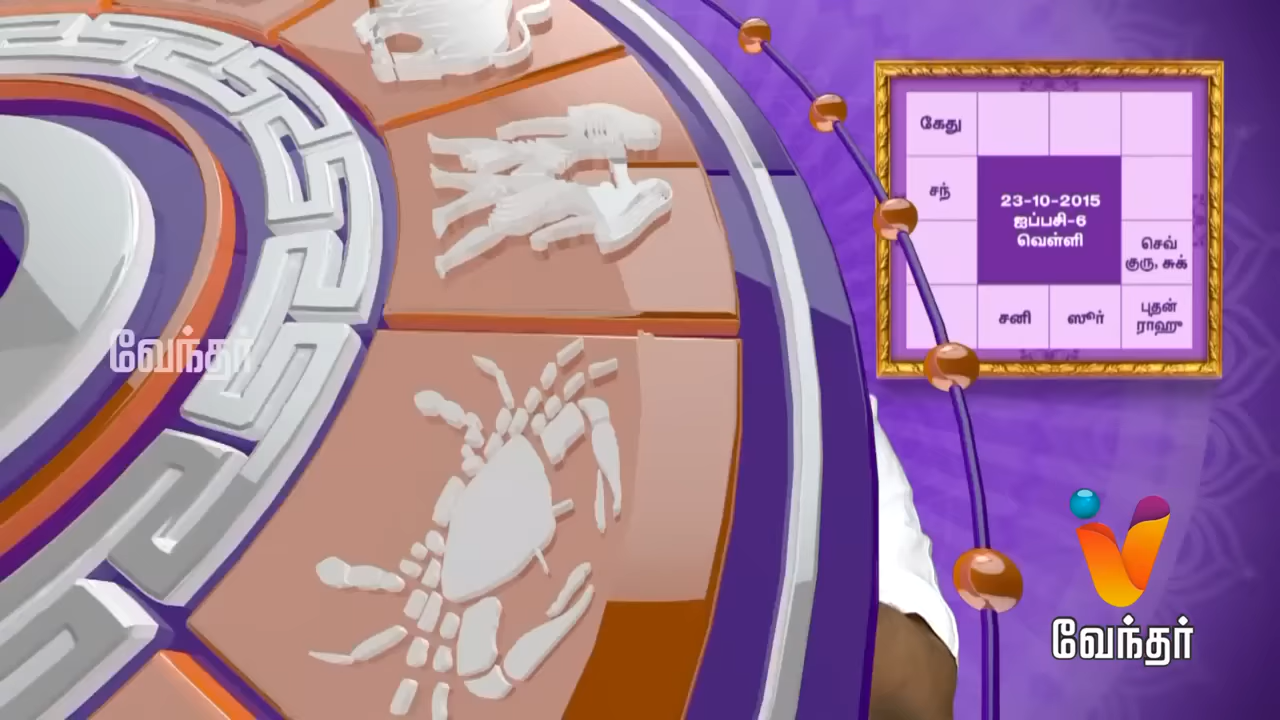 கேது
சந்
23-10-2015
ஐப்பசி-6
வெள்ளி
செவ்
குரு, சுக்
சனி
ஸூர்
புதன்
ராஹு
வேந்தர்
வேந்தர்